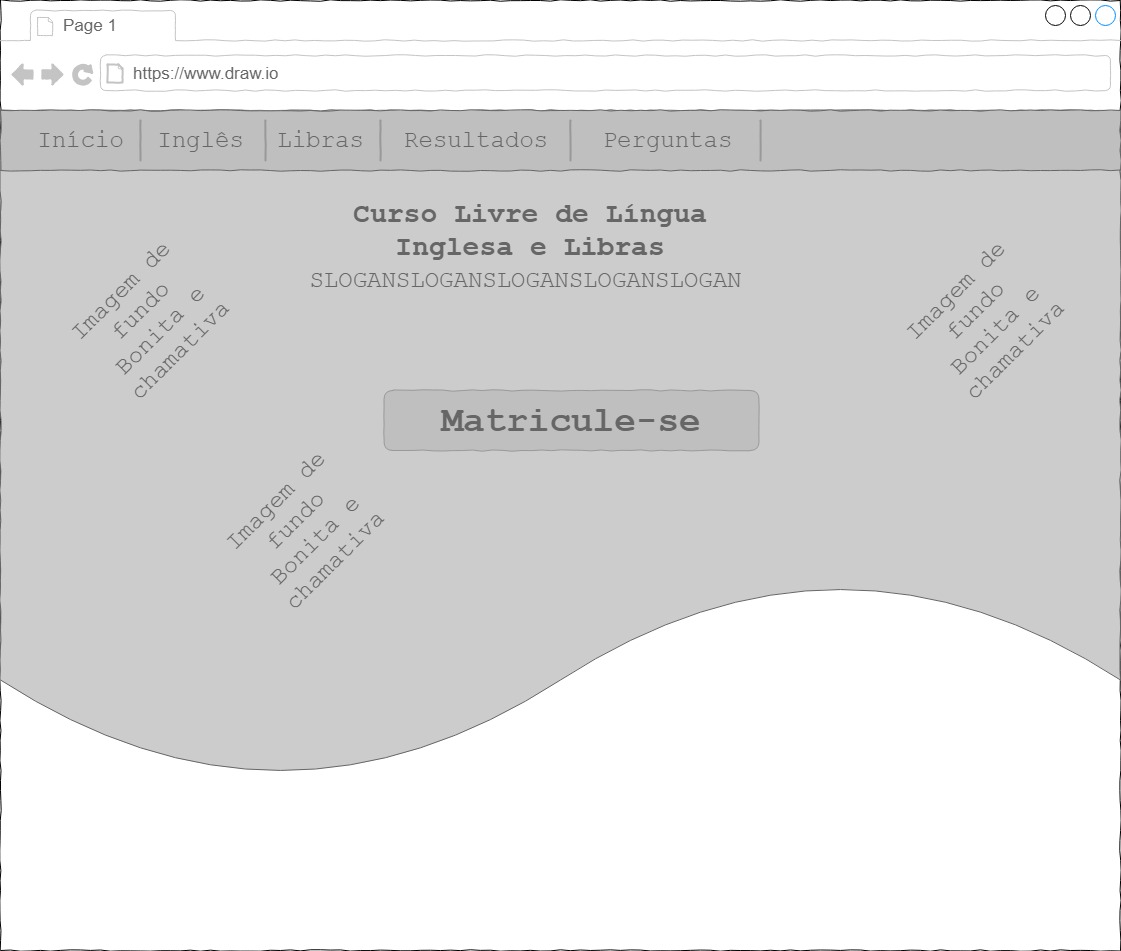 Page 1
https://www.draw.io
Início Inglês Libras Resultados Perguntas
Curso Livre de Língua
Inglesa e Libras
SLOGANSLOGANSLOGANSLOGANSLOGAN
Imagem de
fundo
Bonita e
chamativa
Imagem de
fundo
Bonita e
chamativa
Matricule-se
Imagem de
fundo
Bonita e
chamativa